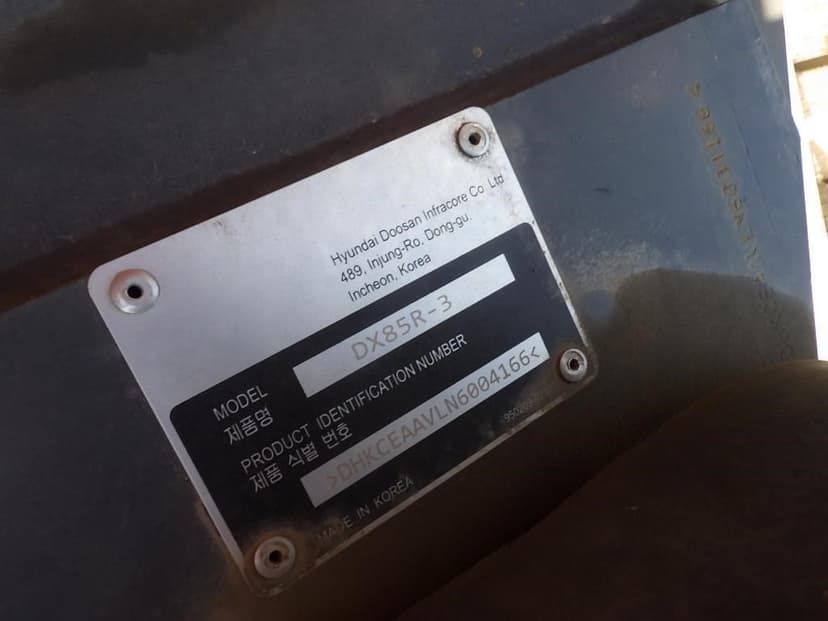 Hyundai Doosan Infracore Co. Ltd
489, Injung-Ro, Dong-gu,
Incheon, Korea
MODEL
제품명
DX85R-3
PRODUCT IDENTIFICATION NUMBER
제품 식별 번호
>DHKCEAAVLN6004166<
MADE IN KOREA